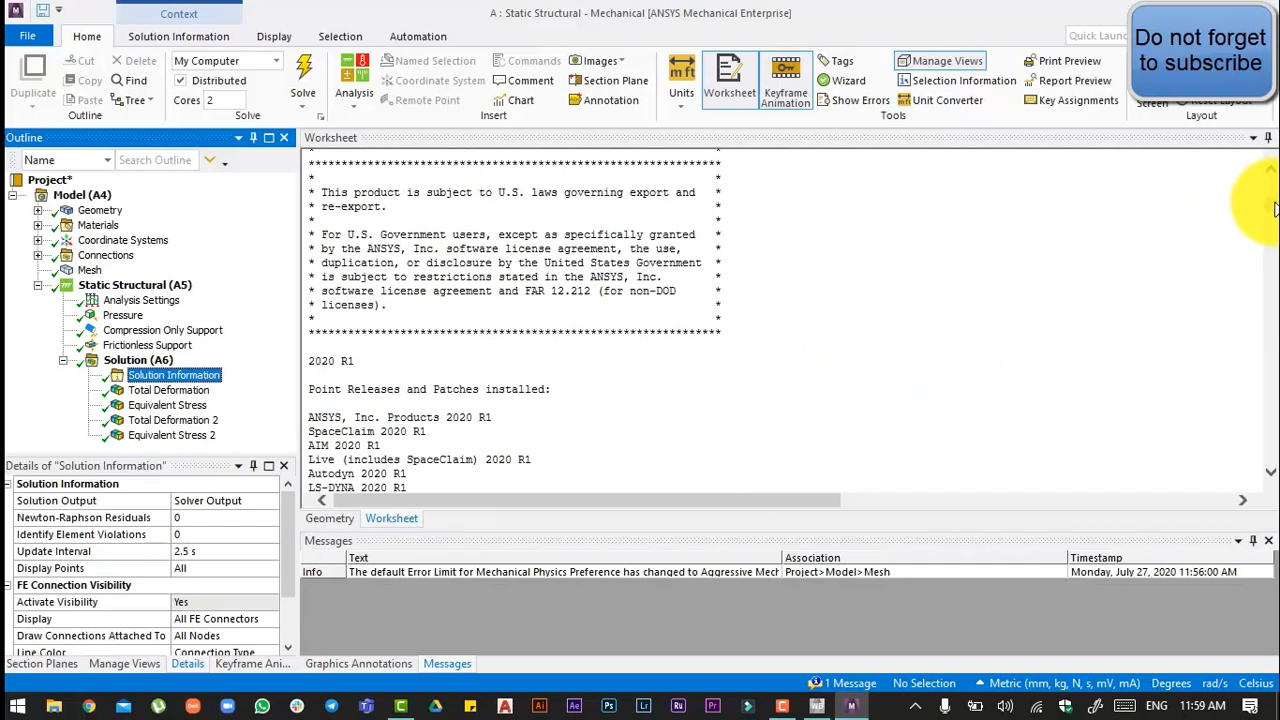 Context
A : Static Structural - Mechanical [ANSYS Mechanical Enterprise]
Do not forget
to subscribe
File
Home
Solution Information
Display
Selection
Automation
Quick Laun
Duplicate
Cut
Delete
Copy
Find
Paste
Tree
Outline
My Computer
Distributed
Cores 2
Solve
Solve
Analysis
Named Selection
Coordinate System
Remote Point
Commands
Comment
Chart
Images
Section Plane
Annotation
Insert
Units
Worksheet
Keyframe
Animation
Tags
Wizard
Show Errors
Manage Views
Selection Information
Unit Converter
Print Preview
Report Preview
Key Assignments
Tools
Screen
Reset Layout
Layout
Outline
Name
Search Outline
Project*
Model (A4)
Geometry
Materials
Coordinate Systems
Connections
Mesh
Static Structural (A5)
Analysis Settings
Pressure
Compression Only Support
Frictionless Support
Solution (A6)
Solution Information
Total Deformation
Equivalent Stress
Total Deformation 2
Equivalent Stress 2
Details of "Solution Information"
Solution Information
Solution Output Solver Output
Newton-Raphson Residuals 0
Identify Element Violations 0
Update Interval 2.5 s
Display Points All
FE Connection Visibility
Activate Visibility Yes
Display All FE Connectors
Draw Connections Attached To All Nodes
Line Color Connection Type
Section Planes Manage Views Details Keyframe Ani...
Worksheet
* *
***************************************************************
* *
* This product is subject to U.S. laws governing export and *
* re-export. *
* *
* For U.S. Government users, except as specifically granted *
* by the ANSYS, Inc. software license agreement, the use, *
* duplication, or disclosure by the United States Government *
* is subject to restrictions stated in the ANSYS, Inc. *
* software license agreement and FAR 12.212 (for non-DOD *
* licenses). *
* *
***************************************************************
2020 R1
Point Releases and Patches installed:
ANSYS, Inc. Products 2020 R1
SpaceClaim 2020 R1
AIM 2020 R1
Live (includes SpaceClaim) 2020 R1
Autodyn 2020 R1
LS-DYNA 2020 R1
Geometry Worksheet
Messages
Text Association Timestamp
Info The default Error Limit for Mechanical Physics Preference has changed to Aggressive Mech Project>Model>Mesh Monday, July 27, 2020 11:56:00 AM
Graphics Annotations Messages
1 Message No Selection Metric (mm, kg, N, s, mV, mA) Degrees rad/s Celsius
ENG 11:59 AM